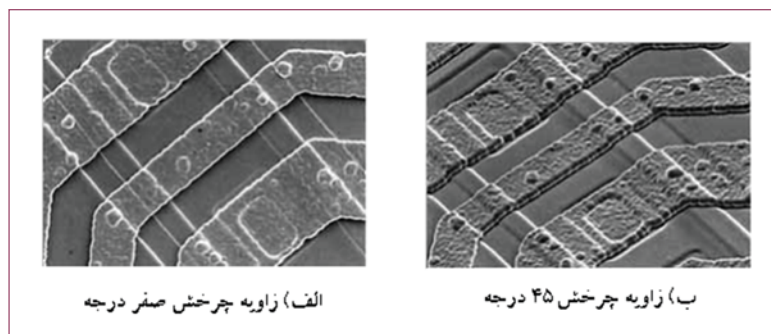 الف) زاویه چرخش صفر درجه
ب) زاویه چرخش ۴۵ درجه